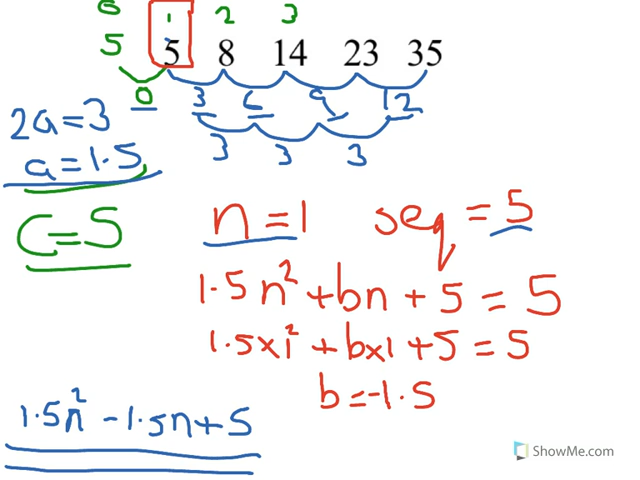 0 1 2 3
5 5 8 14 23 35
0 3 6 9 12
2a=3
3 3 3
a=1.5
C=5
n=1 seq=5
1.5n²+bn+5=5
1.5×1²+b×1+5=5
b=-1.5
1.5n²-1.5n+5
ShowMe.com